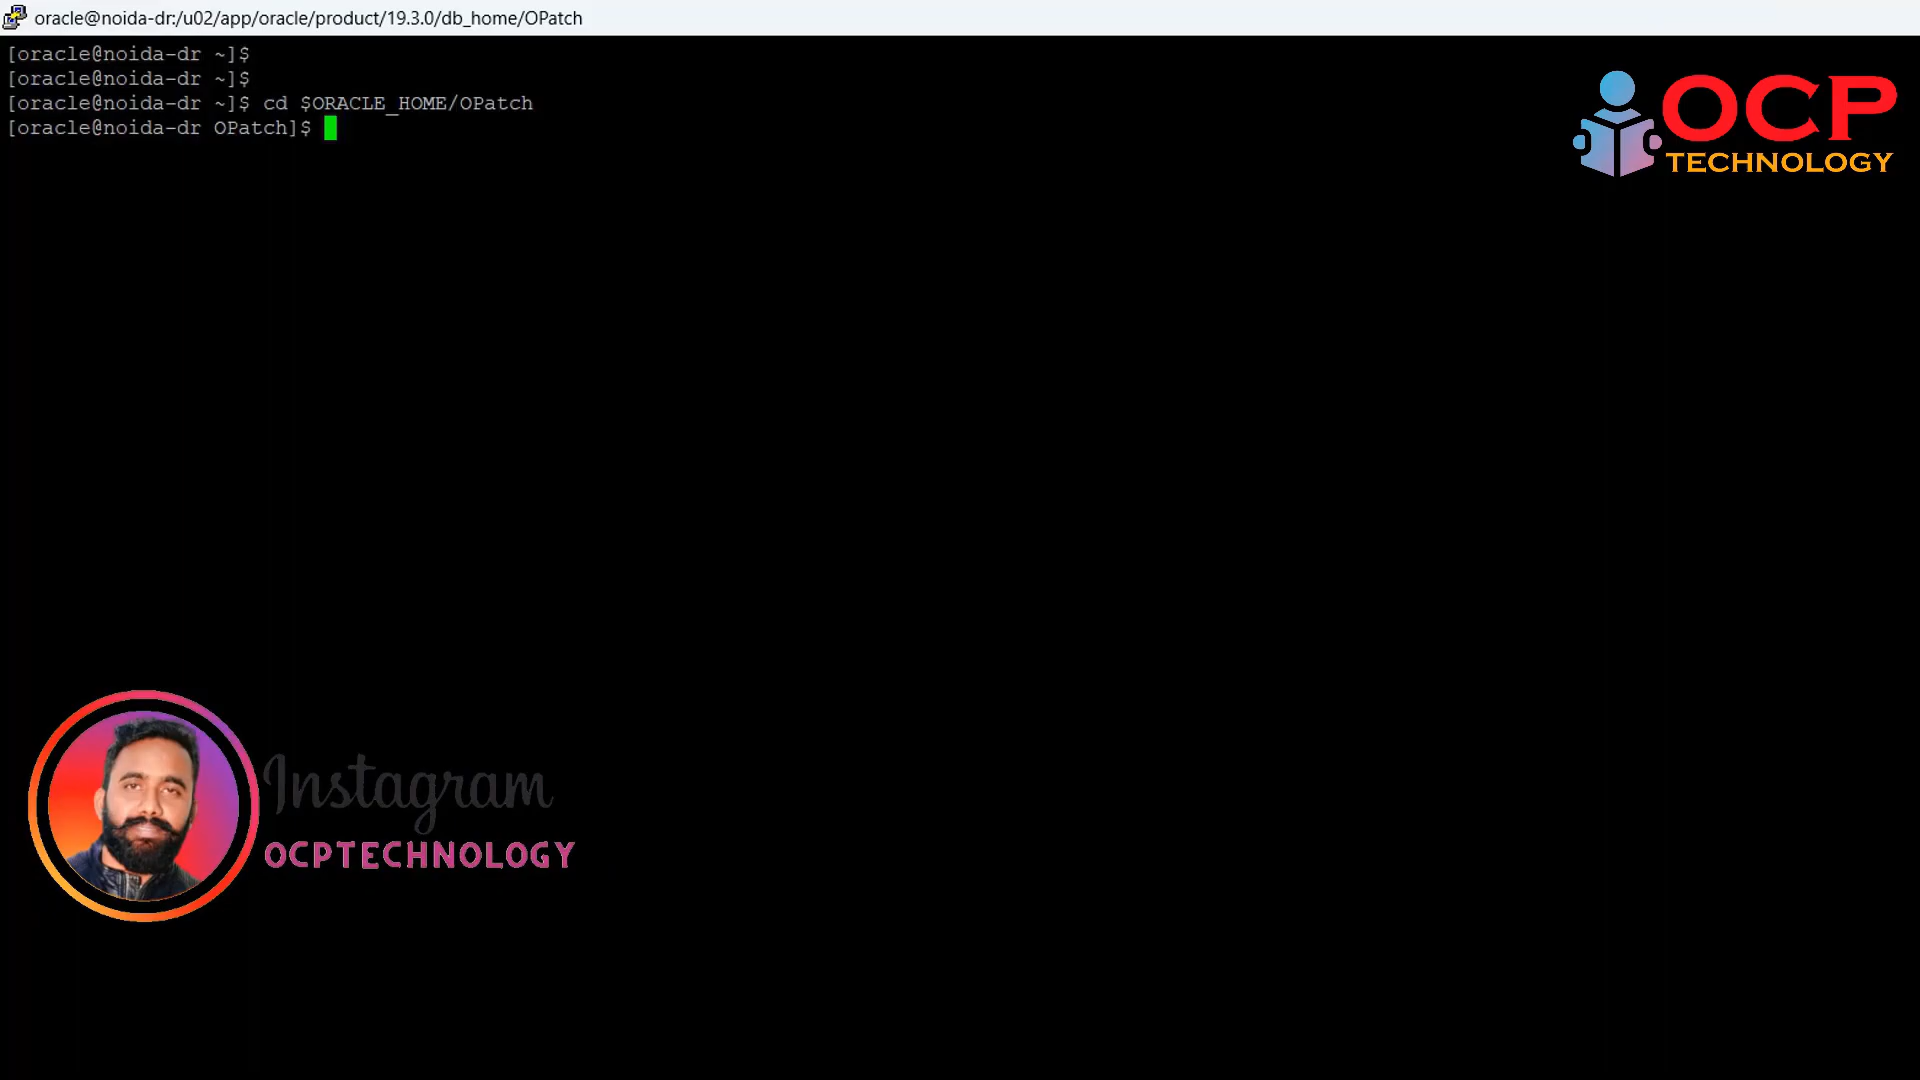 oracle@noida-dr:/u02/app/oracle/product/19.3.0/db_home/OPatch
[oracle@noida-dr ~]$
[oracle@noida-dr ~]$
[oracle@noida-dr ~]$ cd $ORACLE_HOME/OPatch
[oracle@noida-dr OPatch]$
OCP
TECHNOLOGY
Instagram
OCPTECHNOLOGY